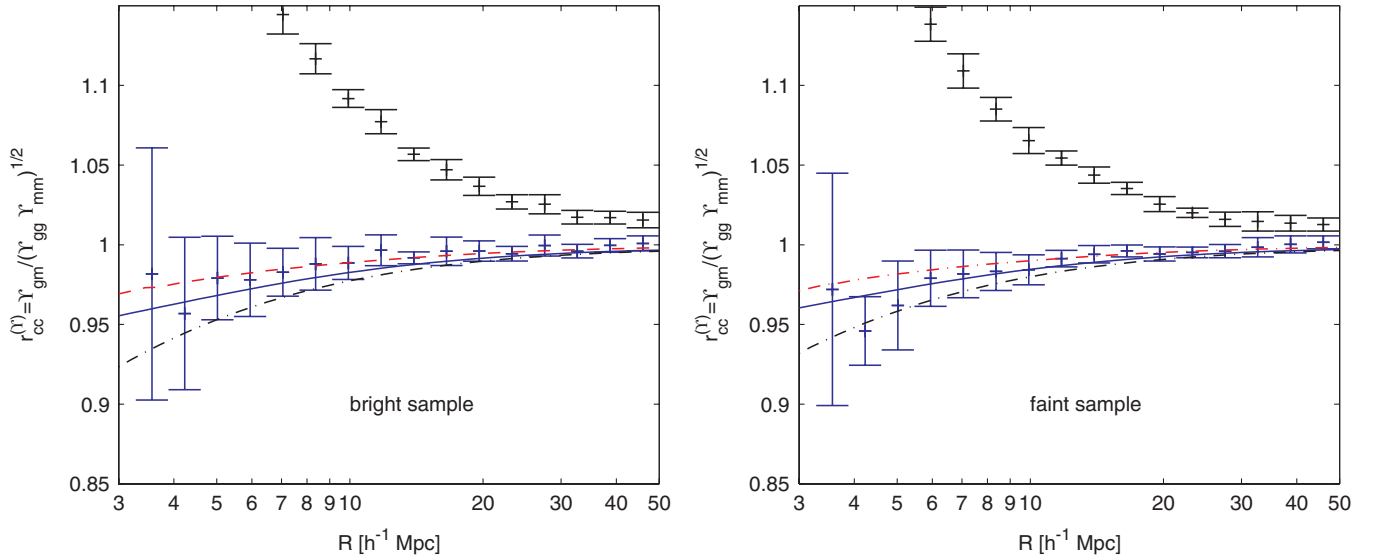 1.1
1.05
1
0.95
0.9
0.85
r_cc^(ϒ)=ϒ_gm/(ϒ_gg ϒ_mm)^1/2
bright sample
3 4 5 6 7 8 9 10 20 30 40 50
R [h^-1 Mpc]
1.1
1.05
1
0.95
0.9
0.85
r_cc^(ϒ)=ϒ_gm/(ϒ_gg ϒ_mm)^1/2
faint sample
3 4 5 6 7 8 9 10 20 30 40 50
R [h^-1 Mpc]